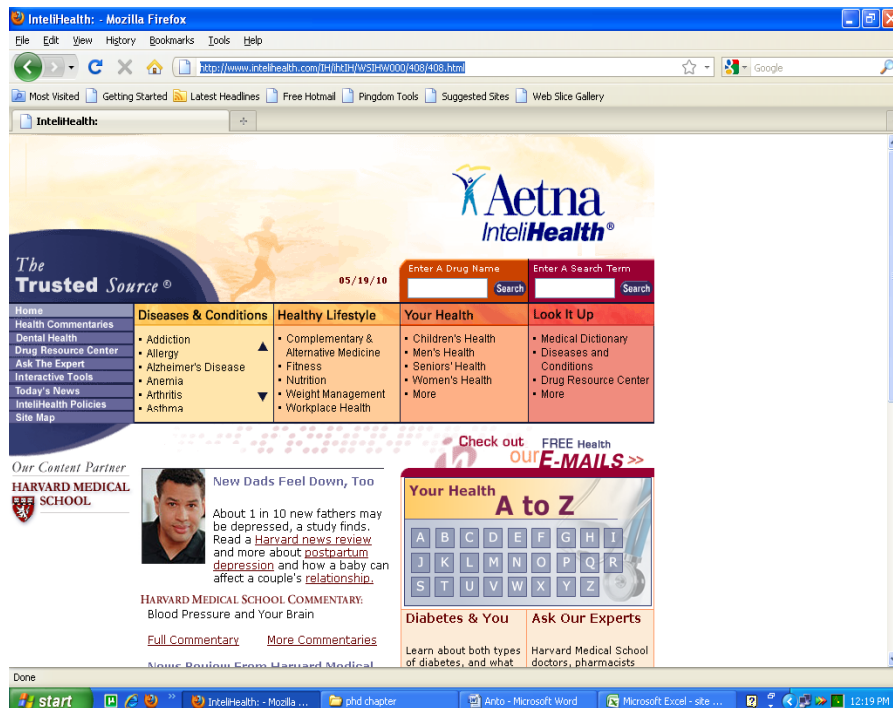 InteliHealth: - Mozilla Firefox
File Edit View History Bookmarks Tools Help
http://www.intelihealth.com/IH/ihtIH/WSIHW000/408/408.html
Google
Most Visited Getting Started Latest Headlines Free Hotmail Pingdom Tools Suggested Sites Web Slice Gallery
InteliHealth:
Aetna
InteliHealth®
The
Trusted Source ®
05/19/10
Enter A Drug Name
Search
Enter A Search Term
Search
Home
Health Commentaries
Dental Health
Drug Resource Center
Ask The Expert
Interactive Tools
Today's News
InteliHealth Policies
Site Map
Diseases & Conditions
▪ Addiction
▪ Allergy
▪ Alzheimer's Disease
▪ Anemia
▪ Arthritis
▪ Asthma
Healthy Lifestyle
▪ Complementary &
Alternative Medicine
▪ Fitness
▪ Nutrition
▪ Weight Management
▪ Workplace Health
Your Health
▪ Children's Health
▪ Men's Health
▪ Seniors' Health
▪ Women's Health
▪ More
Look It Up
▪ Medical Dictionary
▪ Diseases and
Conditions
▪ Drug Resource Center
▪ More
Check out FREE Health
our E-MAILS >>
Our Content Partner
HARVARD MEDICAL
SCHOOL
New Dads Feel Down, Too
About 1 in 10 new fathers may
be depressed, a study finds.
Read a Harvard news review
and more about postpartum
depression and how a baby can
affect a couple's relationship.
HARVARD MEDICAL SCHOOL COMMENTARY:
Blood Pressure and Your Brain
Full Commentary More Commentaries
News Review From Harvard Medical
Your Health
A to Z
A B C D E F G H I
J K L M N O P Q R
S T U V W X Y Z
Diabetes & You
Learn about both types
of diabetes, and what
Ask Our Experts
Harvard Medical School
doctors, pharmacists
Done
start
InteliHealth: - Mozilla ...
phd chapter
Anto - Microsoft Word
Microsoft Excel - site ...
12:19 PM